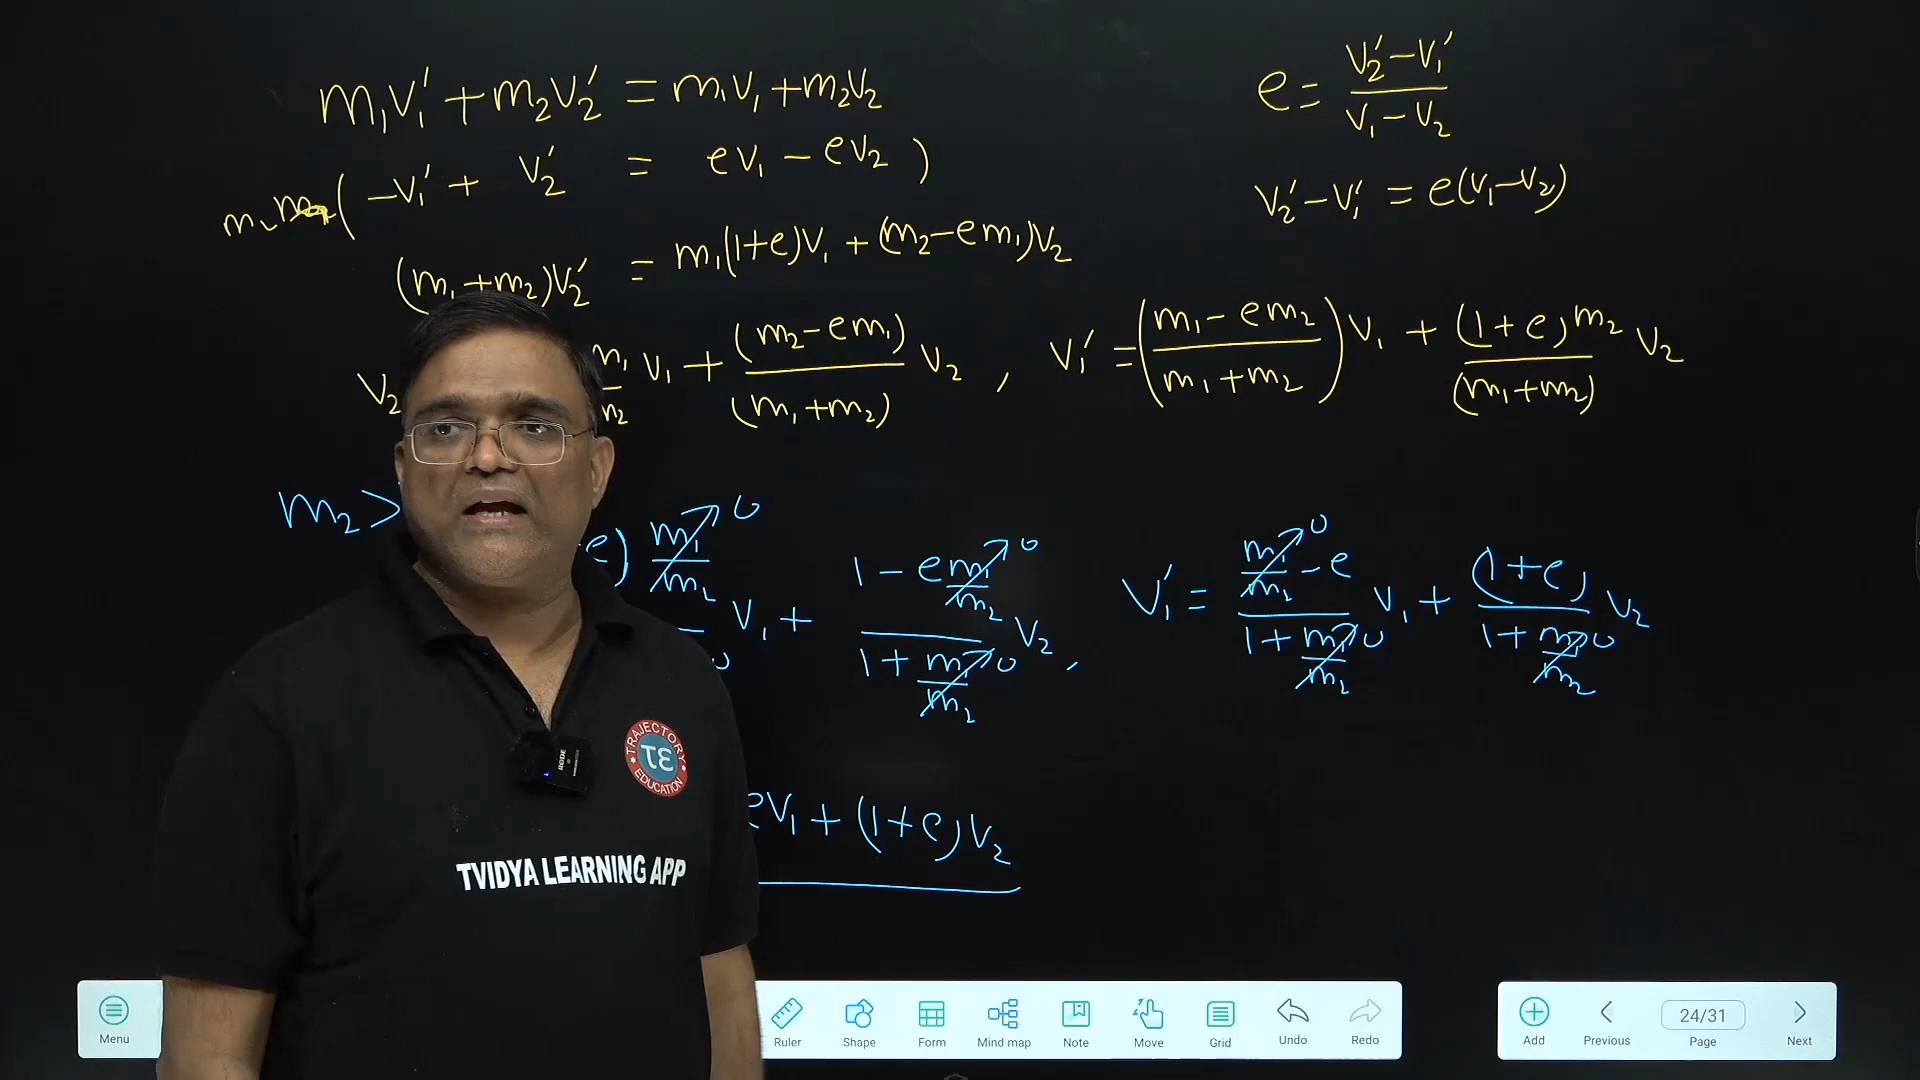 m₁v₁′ + m₂v₂′ = m₁v₁ + m₂v₂
e = (v₂′ − v₁′)/(v₁ − v₂)
m₁ ( −v₁′ + v₂′ = ev₁ − ev₂ )
v₂′ − v₁′ = e(v₁ − v₂)
(m₁ + m₂)v₂′ = m₁(1+e)v₁ + (m₂ − em₁)v₂
v₂ m₁ v₁ + (m₂ − em₁)/(m₁ + m₂) v₂ , v₁′ = ((m₁ − em₂)/(m₁ + m₂)) v₁ + (1+e)m₂/(m₁+m₂) v₂
m₂ >
e) m₁/m₂ 0 v₁ + (1 − e m₁/m₂ 0)/(1 + m₁/m₂ 0) v₂ ,
0
v₁′ = (m₁/m₂ 0 − e)/(1 + m₁/m₂ 0) v₁ + (1+e)/(1 + m₁/m₂ 0) v₂
ev₁ + (1+e)v₂
TRAJECTORY EDUCATION
TE
RODE
TVIDYA LEARNING APP
Menu
Ruler
Shape
Form
Mind map
Note
Move
Grid
Undo
Redo
Add
Previous
24/31
Page
Next